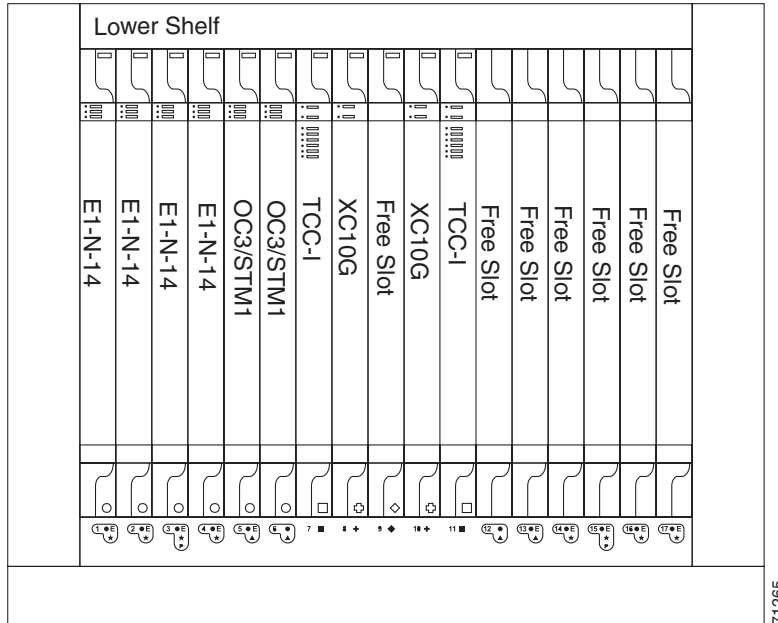 Lower Shelf
E1-N-14
E1-N-14
E1-N-14
E1-N-14
OC3/STM1
OC3/STM1
TCC-I
XC10G
Free Slot
XC10G
TCC-I
Free Slot
Free Slot
Free Slot
Free Slot
Free Slot
Free Slot
1 E
2 E
3 E P
4 E
5 E
6
7
8
9
10
11
12
13 E
14 E
15 E P
16 E
17 E
71265